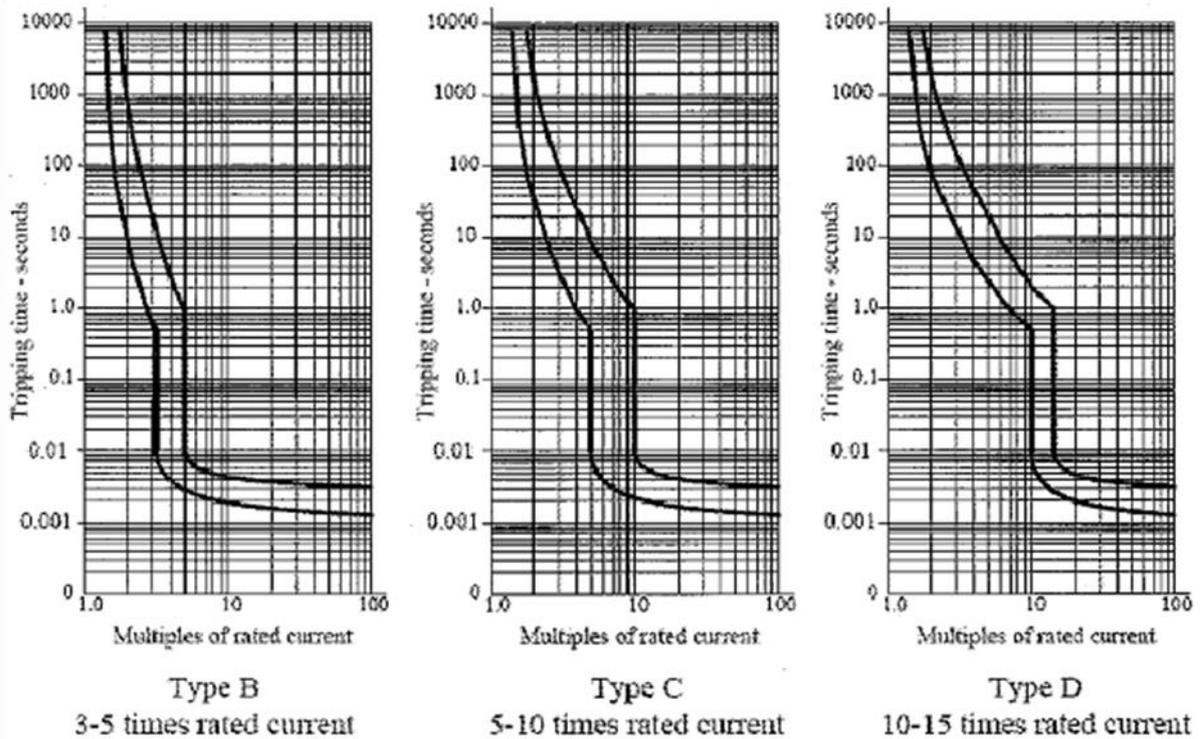 10000
1000
100
10
1.0
0.1
0.01
0.001
0
1.0 10 100
Tripping time - seconds
Multiples of rated current
Type B
3-5 times rated current
10000
1000
100
10
1.0
0.1
0.01
0.001
0
1.0 10 100
Tripping time - seconds
Multiples of rated current
Type C
5-10 times rated current
10000
1000
100
10
1.0
0.1
0.01
0.001
0
1.0 10 100
Tripping time - seconds
Multiples of rated current
Type D
10-15 times rated current